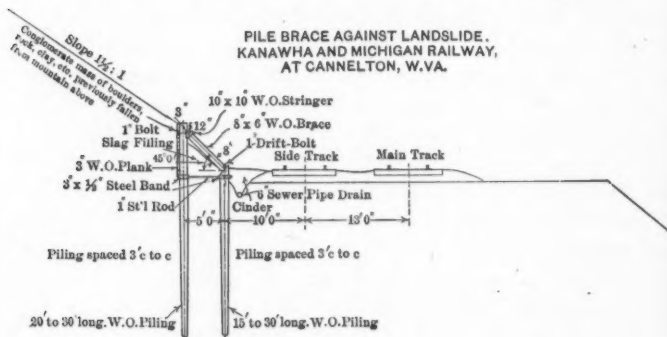 PILE BRACE AGAINST LANDSLIDE.
KANAWHA AND MICHIGAN RAILWAY,
AT CANNELTON, W.VA.
Slope 1½: 1
Conglomerate mass of boulders,
rock, clay, etc. previously fallen
from mountain above
3"
12"
10" x 10" W.O.Stringer
8" x 6" W.O.Brace
1" Bolt
Slag Filling
45°0'
8'
1" Drift-Bolt
Side Track
Main Track
3" W.O.Plank
3" x ½" Steel Band
1" St'l Rod
6" Sewer Pipe Drain
Cinder
5'0"
10'0"
13'0"
Piling spaced 3' c to c
Piling spaced 3' c to c
20' to 30' long. W.O.Piling
15' to 30' long. W.O.Piling